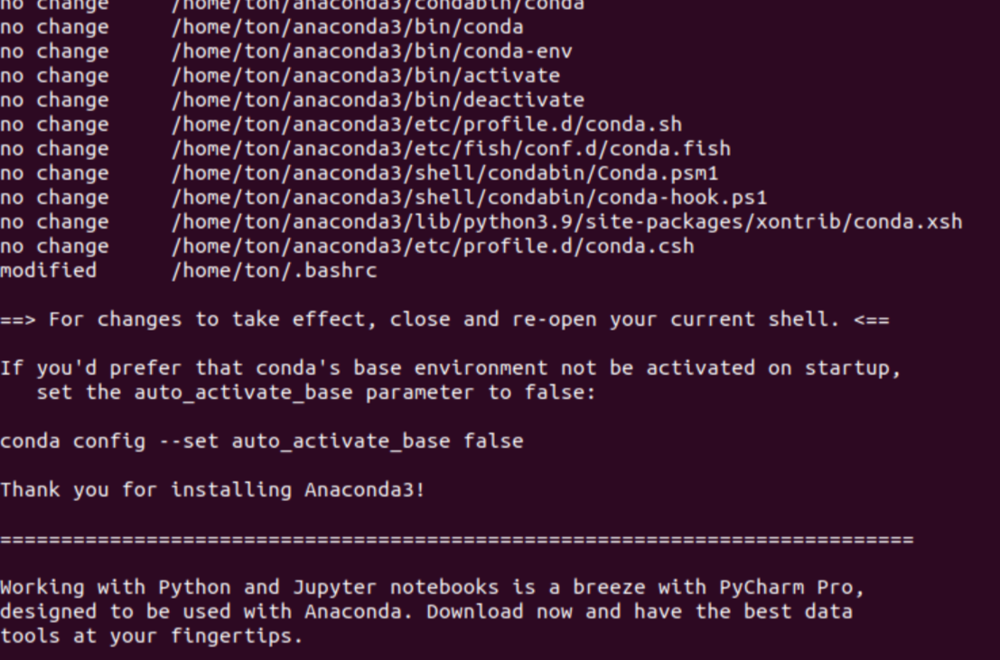 no change     /home/ton/anaconda3/condabin/conda
no change     /home/ton/anaconda3/bin/conda
no change     /home/ton/anaconda3/bin/conda-env
no change     /home/ton/anaconda3/bin/activate
no change     /home/ton/anaconda3/bin/deactivate
no change     /home/ton/anaconda3/etc/profile.d/conda.sh
no change     /home/ton/anaconda3/etc/fish/conf.d/conda.fish
no change     /home/ton/anaconda3/shell/condabin/Conda.psm1
no change     /home/ton/anaconda3/shell/condabin/conda-hook.ps1
no change     /home/ton/anaconda3/lib/python3.9/site-packages/xontrib/conda.xsh
no change     /home/ton/anaconda3/etc/profile.d/conda.csh
modified      /home/ton/.bashrc
==> For changes to take effect, close and re-open your current shell. <==
If you'd prefer that conda's base environment not be activated on startup,
   set the auto_activate_base parameter to false:
conda config --set auto_activate_base false
Thank you for installing Anaconda3!
===========================================================================
Working with Python and Jupyter notebooks is a breeze with PyCharm Pro,
designed to be used with Anaconda. Download now and have the best data
tools at your fingertips.